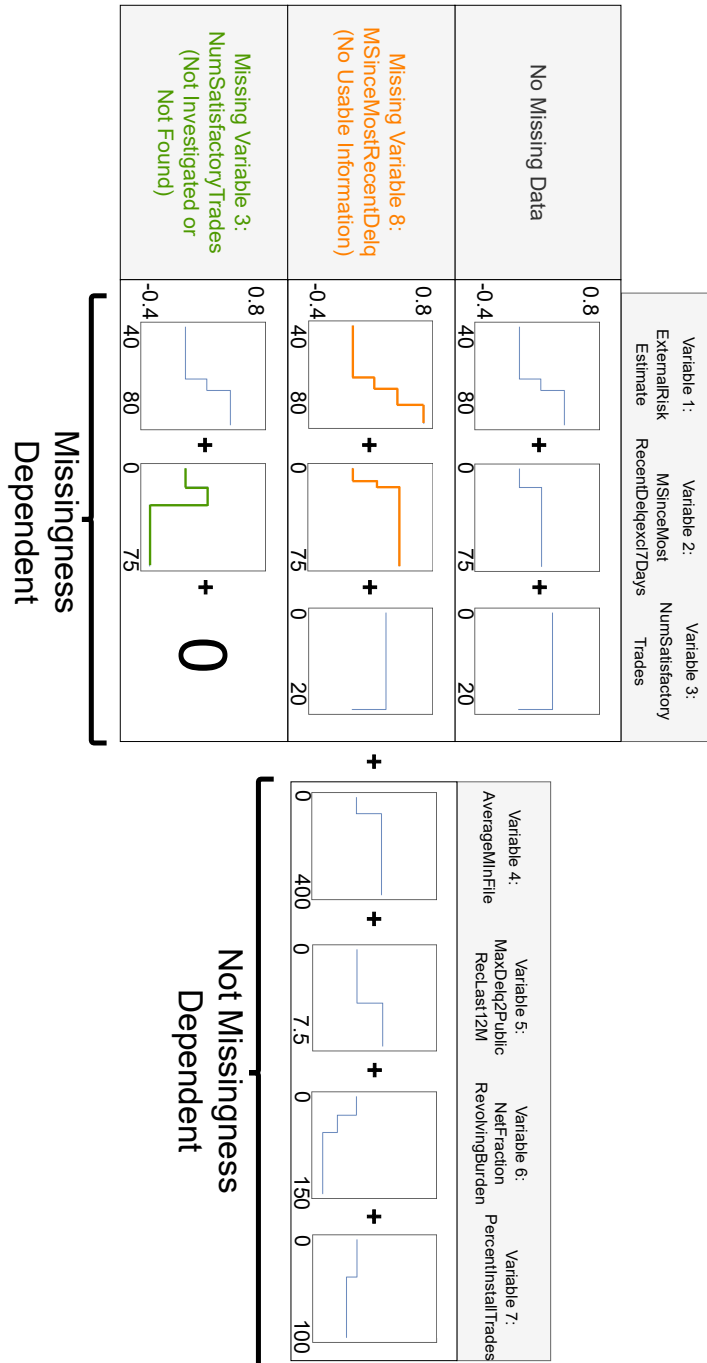 Variable 1:
ExternalRisk
Estimate
Variable 2:
MSinceMost
RecentDelqexcl7Days
Variable 3:
NumSatisfactory
Trades
No Missing Data
0.8
-0.4
40
80
+
0
75
+
0
20
Missing Variable 8:
MSinceMostRecentDelq
(No Usable Information)
0.8
-0.4
40
80
+
0
75
+
0
20
Missing Variable 3:
NumSatisfactoryTrades
(Not Investigated or
Not Found)
0.8
-0.4
40
80
+
0
75
+
0
Missingness
Dependent
+
Variable 4:
AverageMInFile
Variable 5:
MaxDelq2Public
RecLast12M
Variable 6:
NetFraction
RevolvingBurden
Variable 7:
PercentInstallTrades
0
400
+
0
7.5
+
0
150
+
0
100
Not Missingness
Dependent